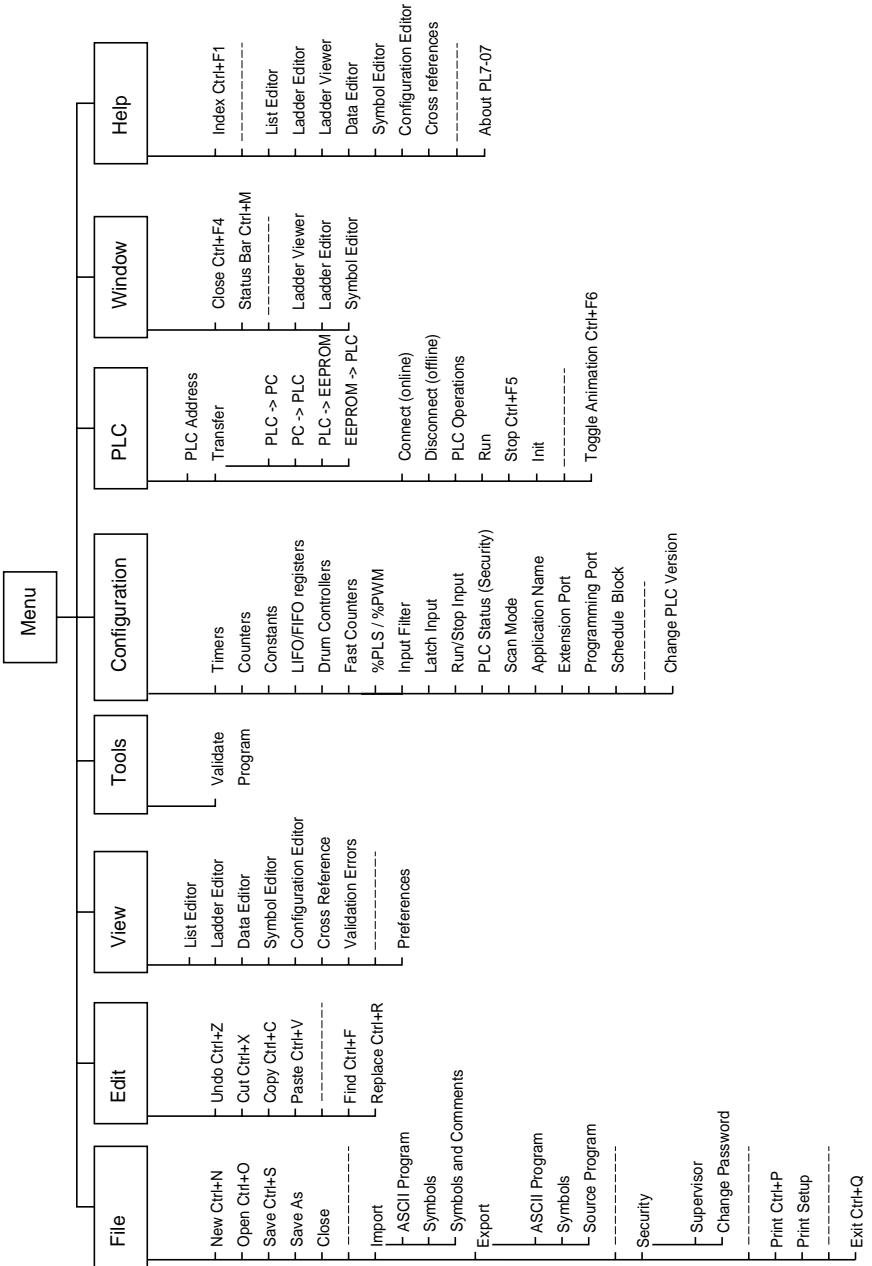 Menu
File
New Ctrl+N
Open Ctrl+O
Save Ctrl+S
Save As
Close
Import
ASCII Program
Symbols
Symbols and Comments
Export
ASCII Program
Symbols
Source Program
Security
Supervisor
Change Password
Print Ctrl+P
Print Setup
Exit Ctrl+Q
Edit
Undo Ctrl+Z
Cut Ctrl+X
Copy Ctrl+C
Paste Ctrl+V
Find Ctrl+F
Replace Ctrl+R
View
List Editor
Ladder Editor
Data Editor
Symbol Editor
Configuration Editor
Cross Reference
Validation Errors
Preferences
Tools
Validate
Program
Configuration
Timers
Counters
Constants
LIFO/FIFO registers
Drum Controllers
Fast Counters
%PLS / %PWM
Input Filter
Latch Input
Run/Stop Input
PLC Status (Security)
Scan Mode
Application Name
Extension Port
Programming Port
Schedule Block
Change PLC Version
PLC
PLC Address
Transfer
PLC -> PC
PC -> PLC
PLC -> EEPROM
EEPROM -> PLC
Connect (online)
Disconnect (offline)
PLC Operations
Run
Stop Ctrl+F5
Init
Toggle Animation Ctrl+F6
Window
Close Ctrl+F4
Status Bar Ctrl+M
Ladder Viewer
Ladder Editor
Symbol Editor
Help
Index Ctrl+F1
List Editor
Ladder Editor
Ladder Viewer
Data Editor
Symbol Editor
Configuration Editor
Cross references
About PL7-07